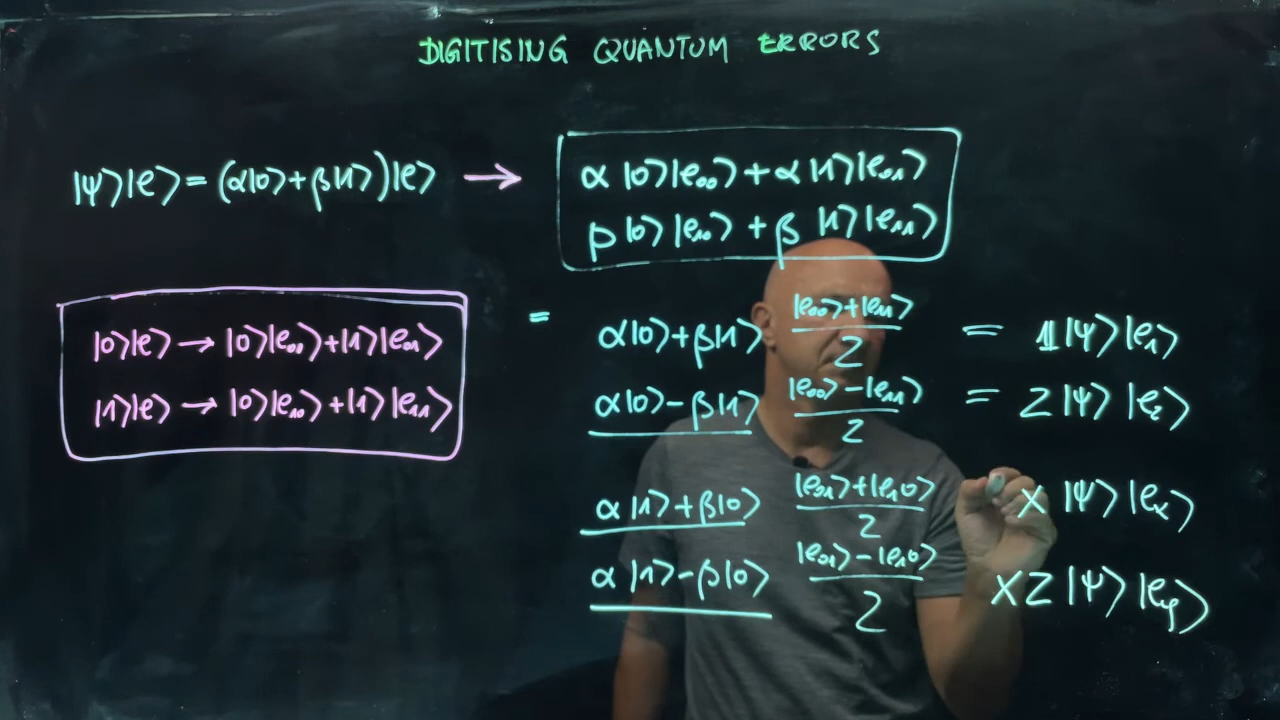 DIGITISING QUANTUM ERRORS
|ψ⟩|e⟩ = (α|0⟩+β|1⟩)|e⟩ → α|0⟩|e₀₀⟩+α|1⟩|e₀₁⟩
β|0⟩|e₁₀⟩+β|1⟩|e₁₁⟩
|0⟩|e⟩→|0⟩|e₀₀⟩+|1⟩|e₀₁⟩
|1⟩|e⟩→|0⟩|e₁₀⟩+|1⟩|e₁₁⟩
= α|0⟩+β|1⟩ (|e₀₀⟩+|e₁₁⟩)/2 = 𝟙|ψ⟩|e₁⟩
α|0⟩-β|1⟩ (|e₀₀⟩-|e₁₁⟩)/2 = Z|ψ⟩|e_z⟩
α|1⟩+β|0⟩ (|e₀₁⟩+|e₁0⟩)/2 X|ψ⟩|eₓ⟩
α|1⟩-β|0⟩ (|e₀₁⟩-|e₁0⟩)/2 XZ|ψ⟩|e_y⟩